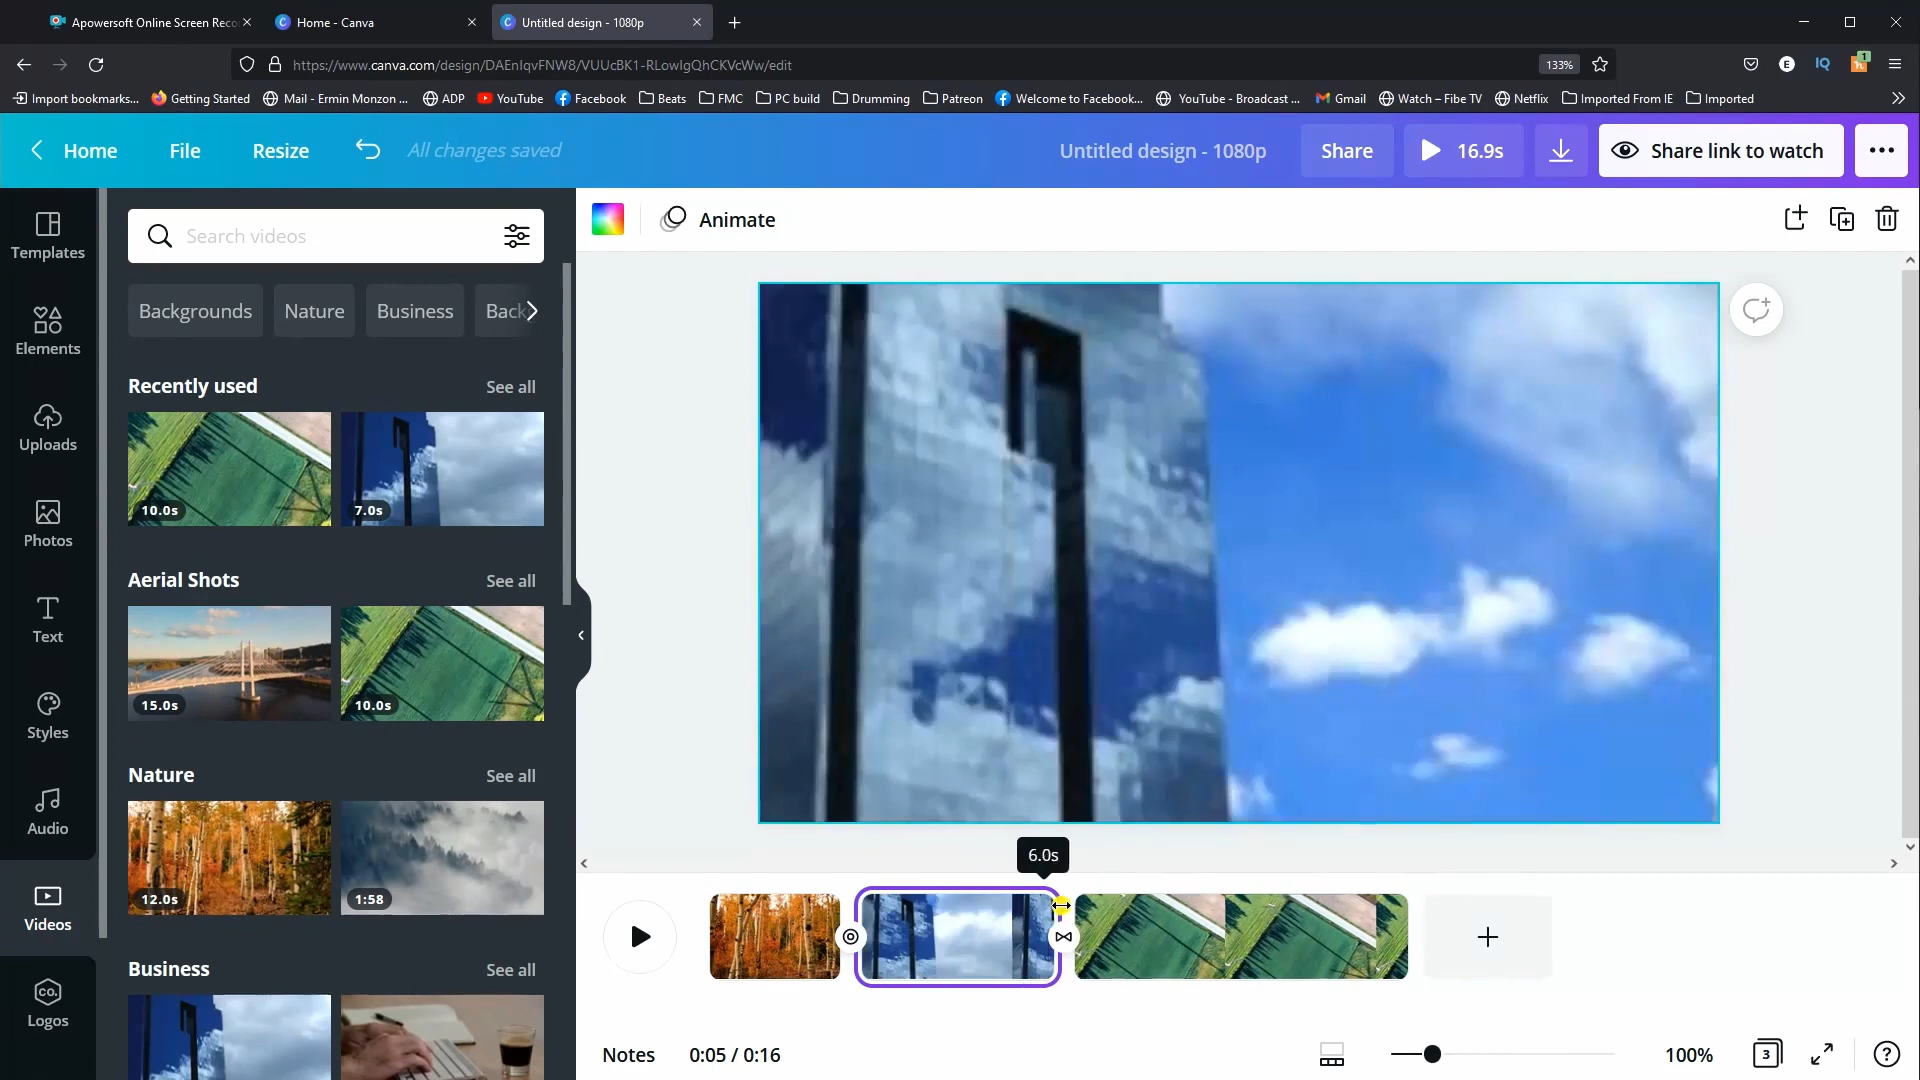 Apowersoft Online Screen Reco
Home - Canva
Untitled design - 1080p
https://www.canva.com/design/DAEnIqvFNW8/VUUcBK1-RLowIgQhCKVcWw/edit
133%
E
IQ
1
Import bookmarks...
Getting Started
Mail - Ermin Monzon ...
ADP
YouTube
Facebook
Beats
FMC
PC build
Drumming
Patreon
Welcome to Facebook...
YouTube - Broadcast ...
Gmail
Watch – Fibe TV
Netflix
Imported From IE
Imported
Home
File
Resize
All changes saved
Untitled design - 1080p
Share
16.9s
Share link to watch
Templates
Elements
Uploads
Photos
Text
Styles
Audio
Videos
CO.
Logos
Search videos
Backgrounds
Nature
Business
Back
Recently used
See all
10.0s
7.0s
Aerial Shots
See all
15.0s
10.0s
Nature
See all
12.0s
1:58
Business
See all
Animate
6.0s
Notes
0:05 / 0:16
100%
3